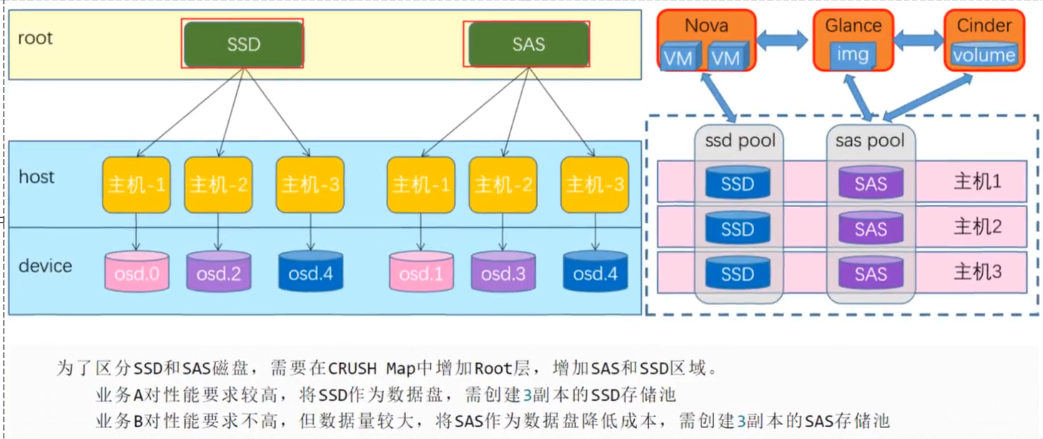 root
SSD
SAS
host
主机-1
主机-2
主机-3
主机-1
主机-2
主机-3
device
osd.0
osd.2
osd.4
osd.1
osd.3
osd.4
Nova
VM
VM
Glance
img
Cinder
volume
ssd pool
sas pool
SSD
SAS
主机1
SSD
SAS
主机2
SSD
SAS
主机3
为了区分SSD和SAS磁盘，需要在CRUSH Map中增加Root层，增加SAS和SSD区域。
业务A对性能要求较高，将SSD作为数据盘，需创建3副本的SSD存储池
业务B对性能要求不高，但数据量较大，将SAS作为数据盘降低成本，需创建3副本的SAS存储池